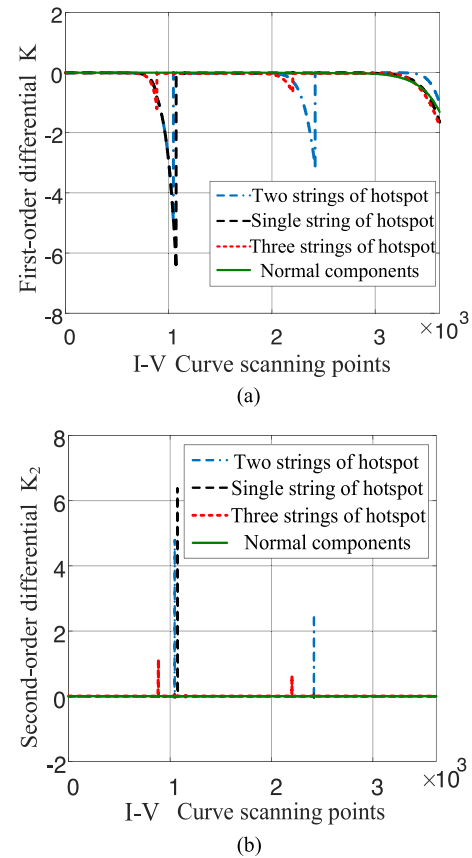 First-order differential K
0
-2
-4
-6
-8
Two strings of hotspot
Single string of hotspot
Three strings of hotspot
Normal components
0 1 2 3 ×10³
I-V Curve scanning points
(a)
Second-order differential K₂
8
6
4
2
0
-2
Two strings of hotspot
Single string of hotspot
Three strings of hotspot
Normal components
0 1 2 3 ×10³
I-V Curve scanning points
(b)